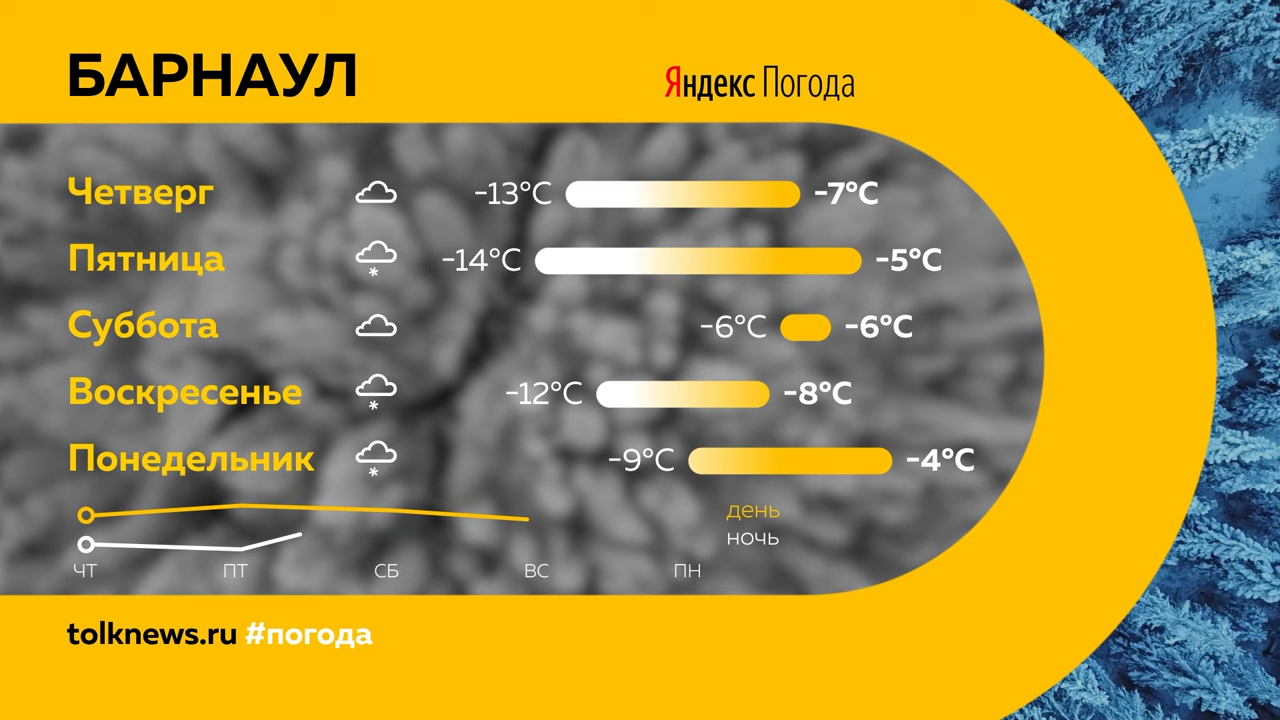 БАРНАУЛ
Яндекс Погода
Четверг -13°C -7°C
Пятница -14°C -5°C
Суббота -6°C -6°C
Воскресенье -12°C -8°C
Понедельник -9°C -4°C
день
ночь
ЧТ ПТ СБ ВС ПН
tolknews.ru #погода